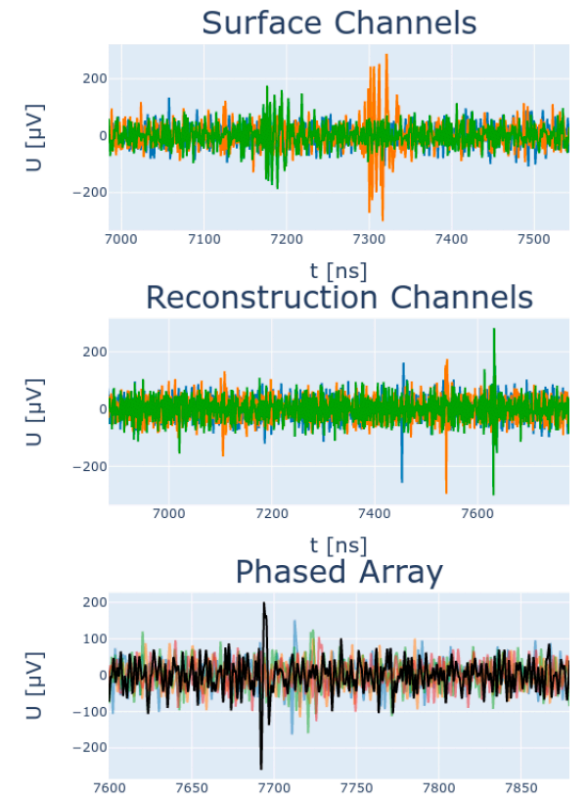 Surface Channels
200
0
−200
U [μV]
7000 7100 7200 7300 7400 7500
t [ns]
Reconstruction Channels
200
0
−200
U [μV]
7000 7200 7400 7600
t [ns]
Phased Array
200
100
0
−100
−200
U [μV]
7600 7650 7700 7750 7800 7850